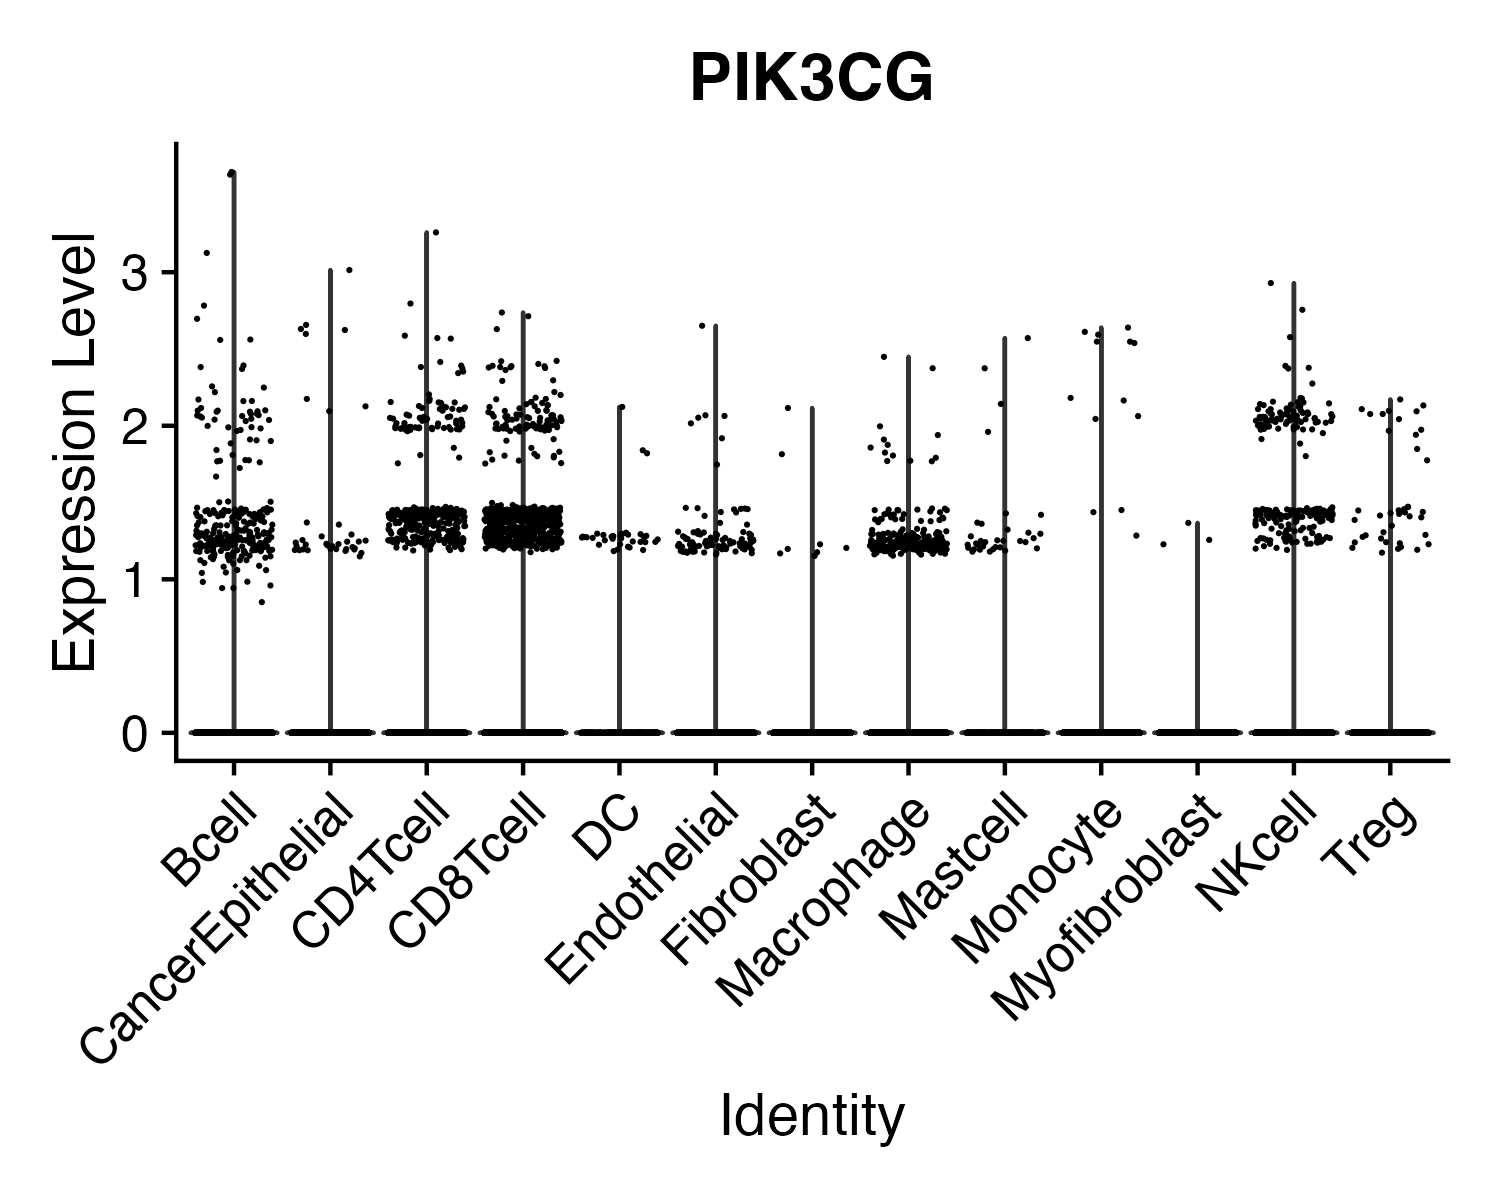 PIK3CG
Expression Level
3
2
1
0
Bcell
CancerEpithelial
CD4Tcell
CD8Tcell
DC
Endothelial
Fibroblast
Macrophage
Mastcell
Monocyte
Myofibroblast
NKcell
Treg
Identity